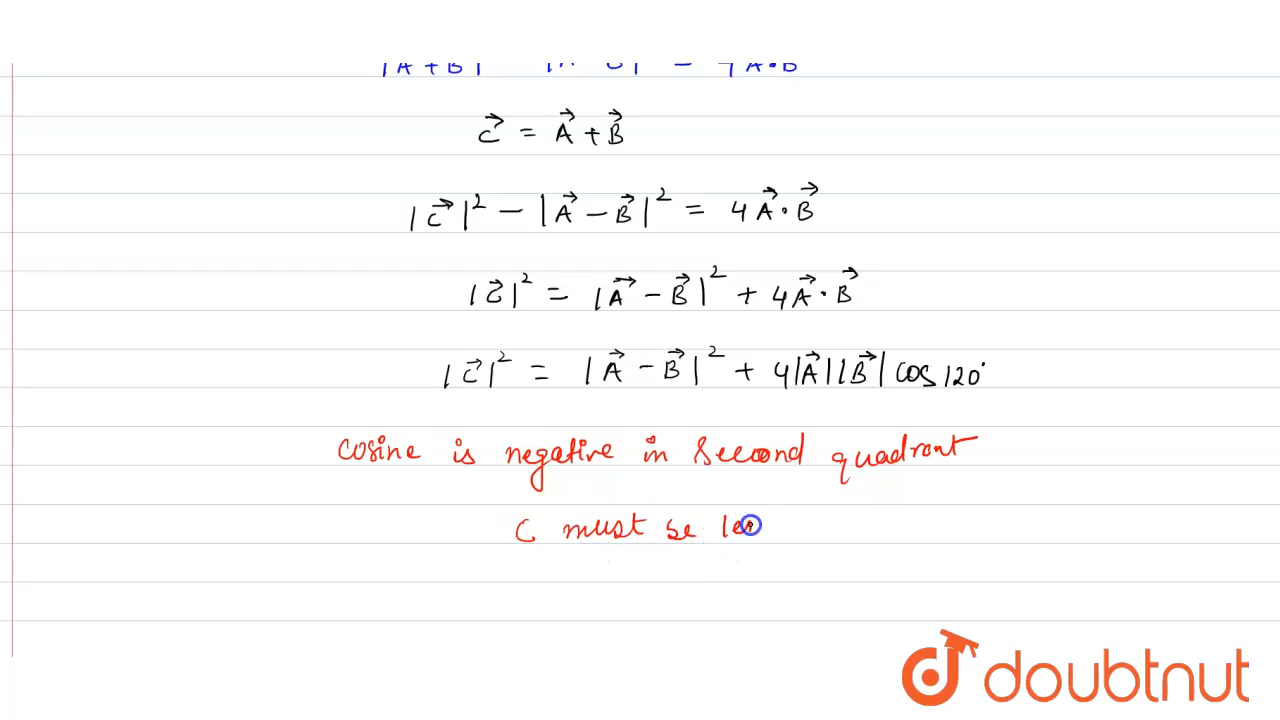 C⃗ = A⃗ + B⃗
|C⃗|² − |A⃗ − B⃗|² = 4A⃗·B⃗
|C⃗|² = |A⃗ − B⃗|² + 4A⃗·B⃗
|C⃗|² = |A⃗ − B⃗|² + 4|A⃗||B⃗| cos 120°
cosine is negative in second quadrant
C must be
doubtnut